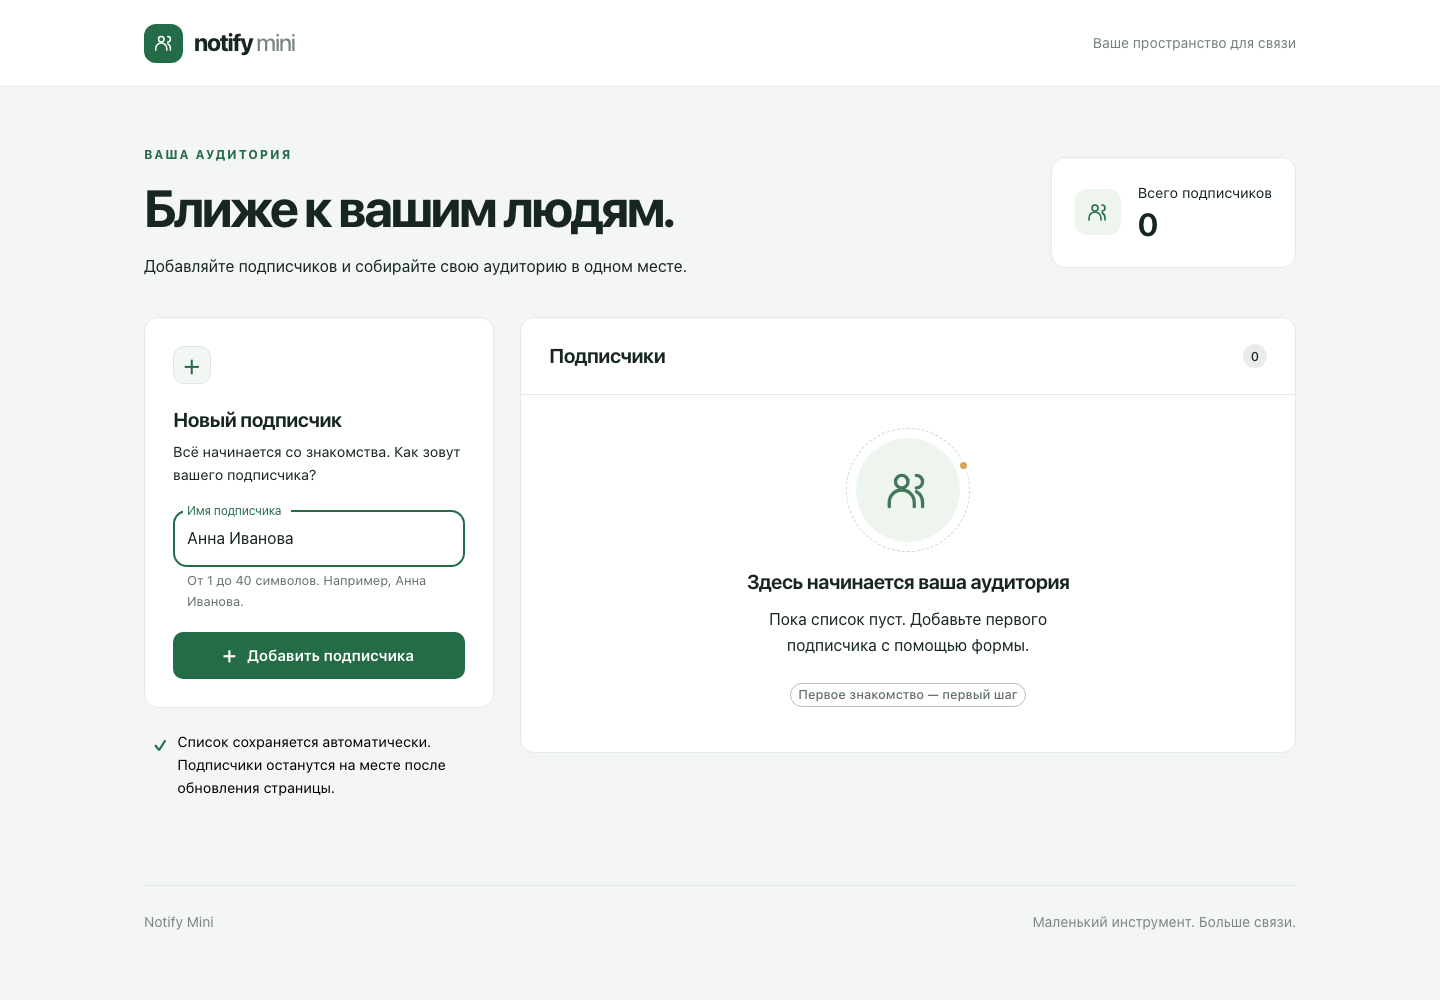 notify mini
Ваше пространство для связи
ВАША АУДИТОРИЯ
Ближе к вашим людям.
Добавляйте подписчиков и собирайте свою аудиторию в одном месте.
Всего подписчиков
0
Новый подписчик
Всё начинается со знакомства. Как зовут
вашего подписчика?
Имя подписчика
Анна Иванова
От 1 до 40 символов. Например, Анна
Иванова.
Добавить подписчика
Список сохраняется автоматически.
Подписчики останутся на месте после
обновления страницы.
Подписчики
0
Здесь начинается ваша аудитория
Пока список пуст. Добавьте первого
подписчика с помощью формы.
Первое знакомство — первый шаг
Notify Mini
Маленький инструмент. Больше связи.